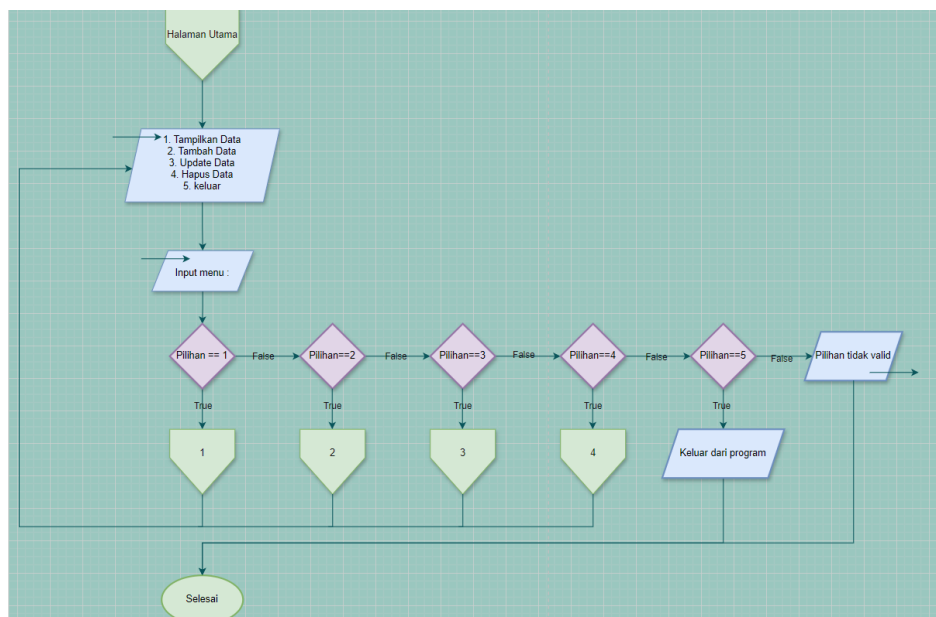 Halaman Utama
1. Tampilkan Data
2. Tambah Data
3. Update Data
4. Hapus Data
5. keluar
Input menu :
Pilihan == 1
False
Pilihan==2
False
Pilihan==3
False
Pilihan==4
False
Pilihan==5
False
Pilihan tidak valid
True
True
True
True
True
1
2
3
4
Keluar dari program
Selesai